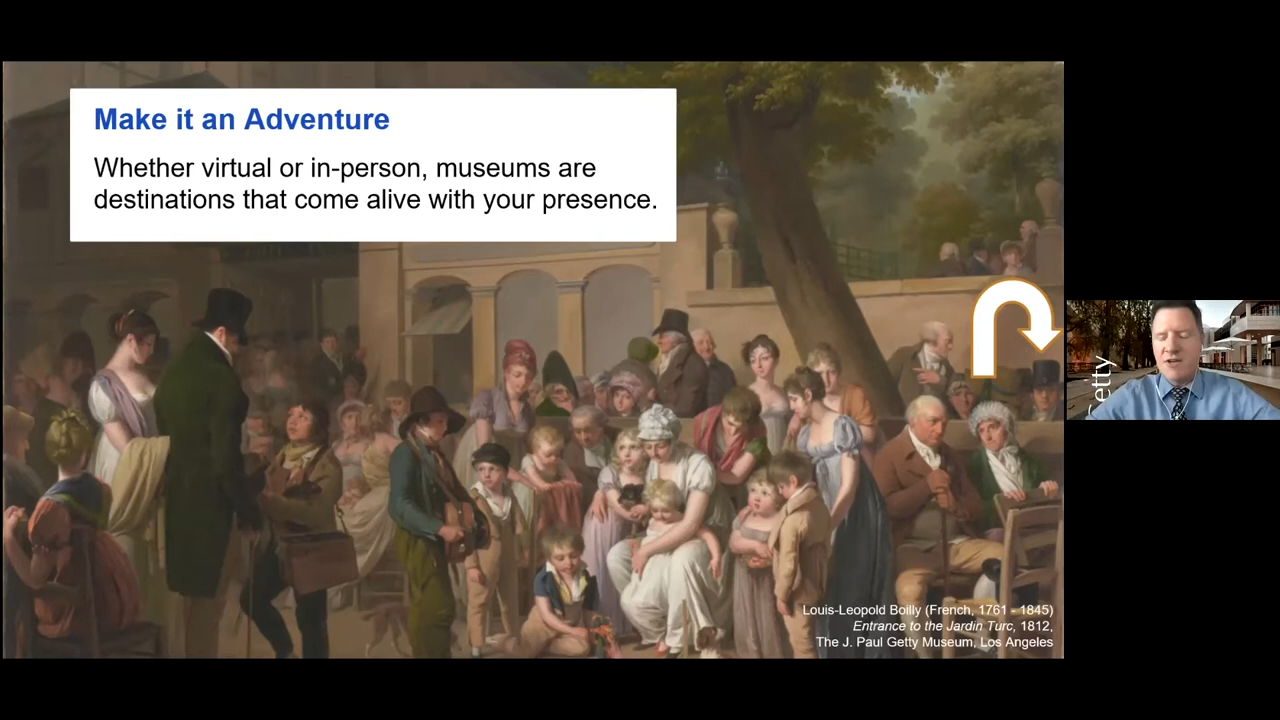 Make it an Adventure
Whether virtual or in-person, museums are
destinations that come alive with your presence.
Louis-Leopold Boilly (French, 1761 - 1845)
Entrance to the Jardin Turc, 1812,
The J. Paul Getty Museum, Los Angeles
Getty